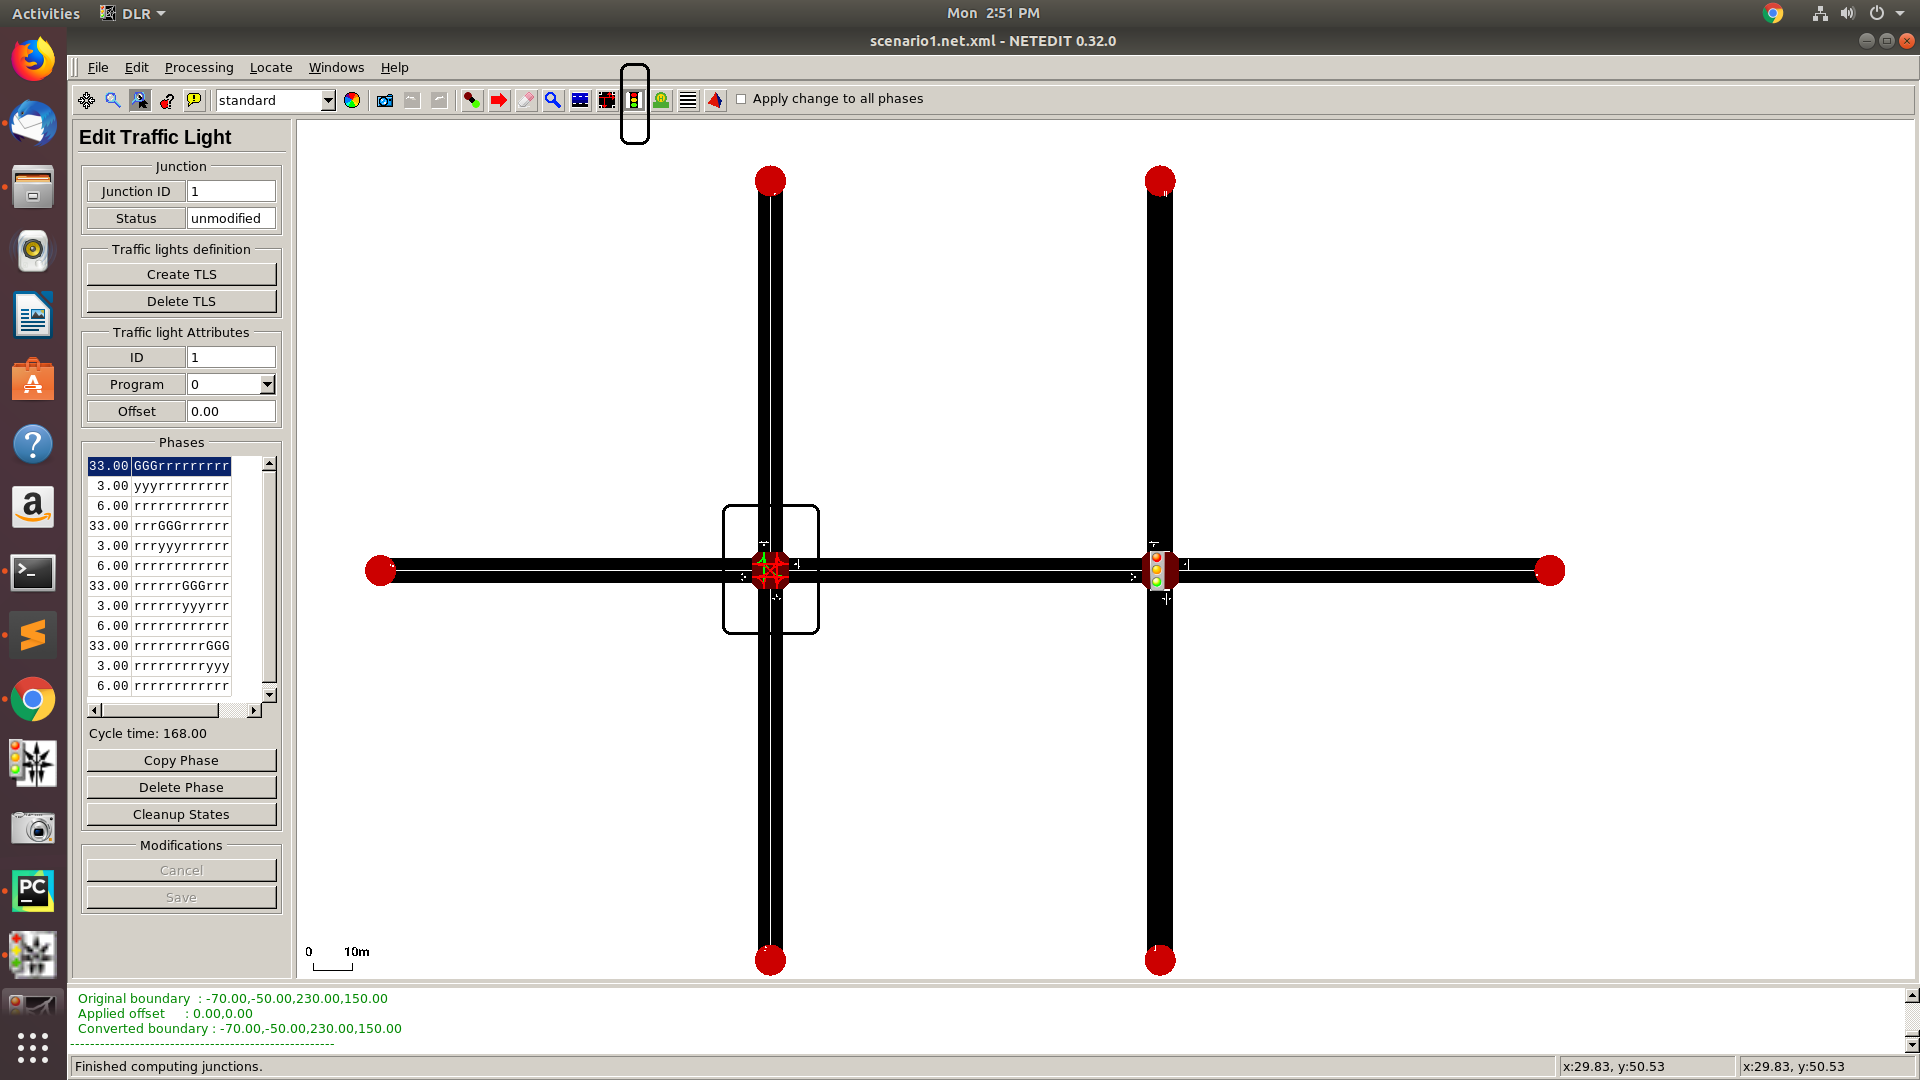 Activities DLR Mon 2:51 PM
scenario1.net.xml - NETEDIT 0.32.0
File Edit Processing Locate Windows Help
standard Apply change to all phases
Edit Traffic Light
Junction
Junction ID 1
Status unmodified
Traffic lights definition
Create TLS
Delete TLS
Traffic light Attributes
ID 1
Program 0
Offset 0.00
Phases
33.00 GGGrrrrrrrrr
3.00 yyyrrrrrrrrr
6.00 rrrrrrrrrrrr
33.00 rrrGGGrrrrrr
3.00 rrryyyrrrrrr
6.00 rrrrrrrrrrrr
33.00 rrrrrrGGGrrr
3.00 rrrrrryyyrrr
6.00 rrrrrrrrrrrr
33.00 rrrrrrrrrGGG
3.00 rrrrrrrrryyy
6.00 rrrrrrrrrrrr
Cycle time: 168.00
Copy Phase
Delete Phase
Cleanup States
Modifications
Cancel
Save
0 10m
Original boundary : -70.00,-50.00,230.00,150.00
Applied offset : 0.00,0.00
Converted boundary : -70.00,-50.00,230.00,150.00
-----------------------------------------------------
Finished computing junctions. x:29.83, y:50.53 x:29.83, y:50.53